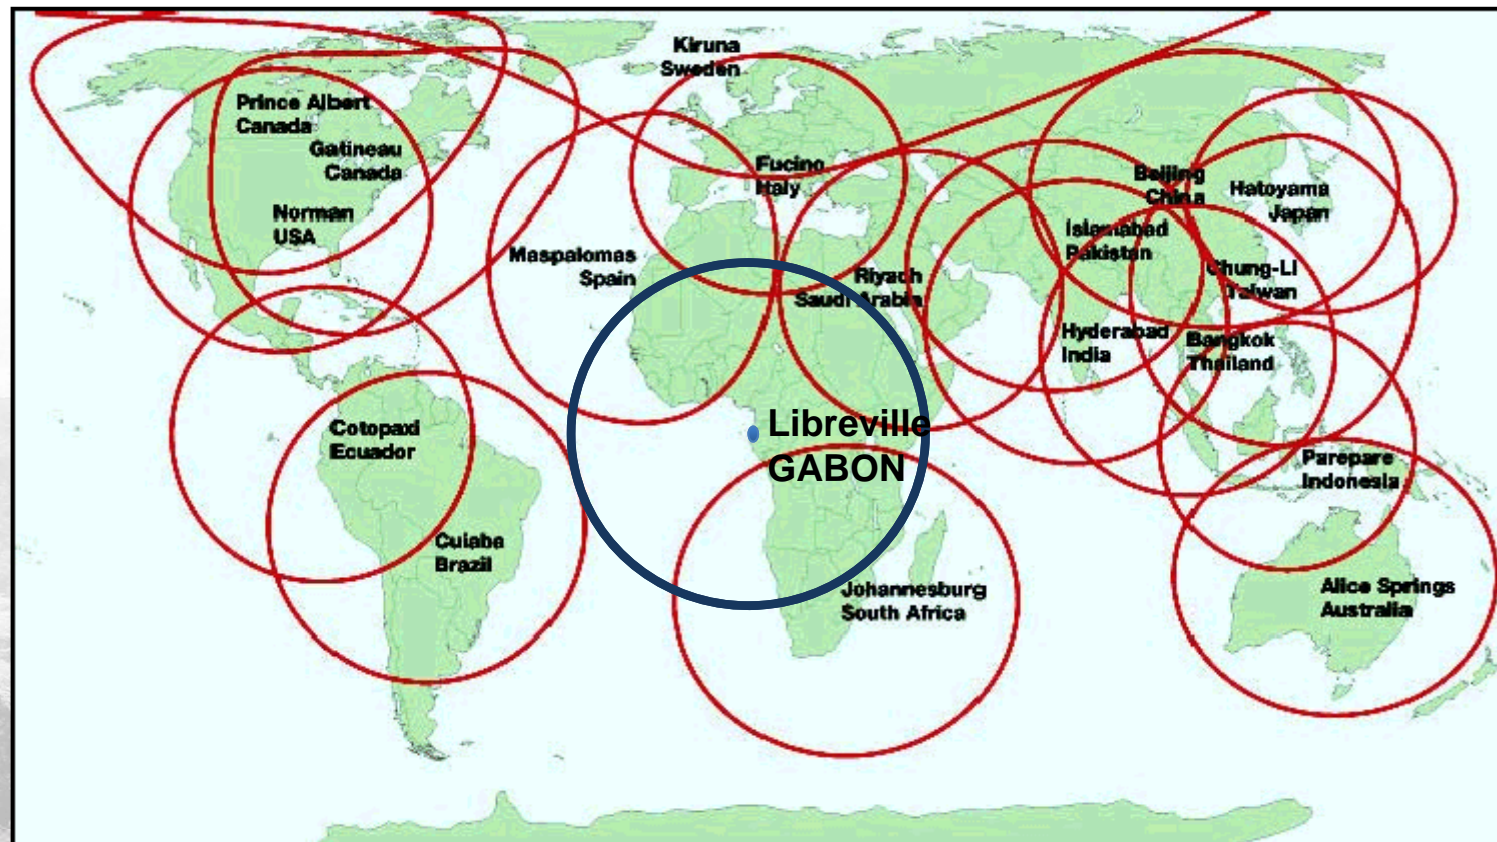 Kiruna
Sweden
Prince Albert
Canada
Gatineau
Canada
Norman
USA
Fucino
Italy
Maspalomas
Spain
Riyadh
Saudi Arabia
Beijing
China
Hatoyama
Japan
Islamabad
Pakistan
Chung-Li
Taiwan
Hyderabad
India
Bangkok
Thailand
Libreville
GABON
Cotopaxi
Ecuador
Cuiaba
Brazil
Parepare
Indonesia
Johannesburg
South Africa
Alice Springs
Australia